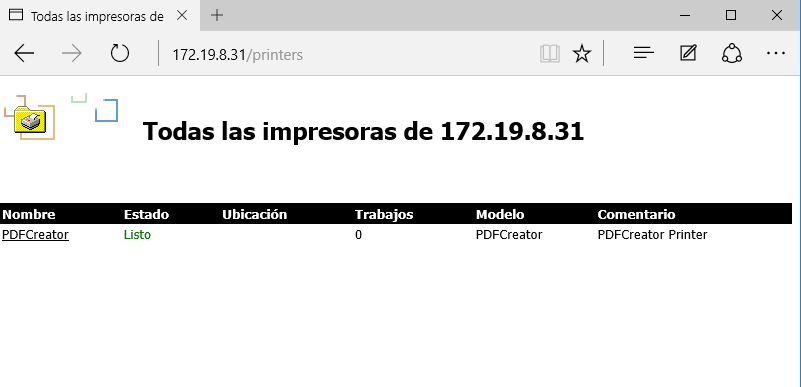 Todas las impresoras de
172.19.8.31/printers
Todas las impresoras de 172.19.8.31
Nombre Estado Ubicación Trabajos Modelo Comentario
PDFCreator Listo 0 PDFCreator PDFCreator Printer